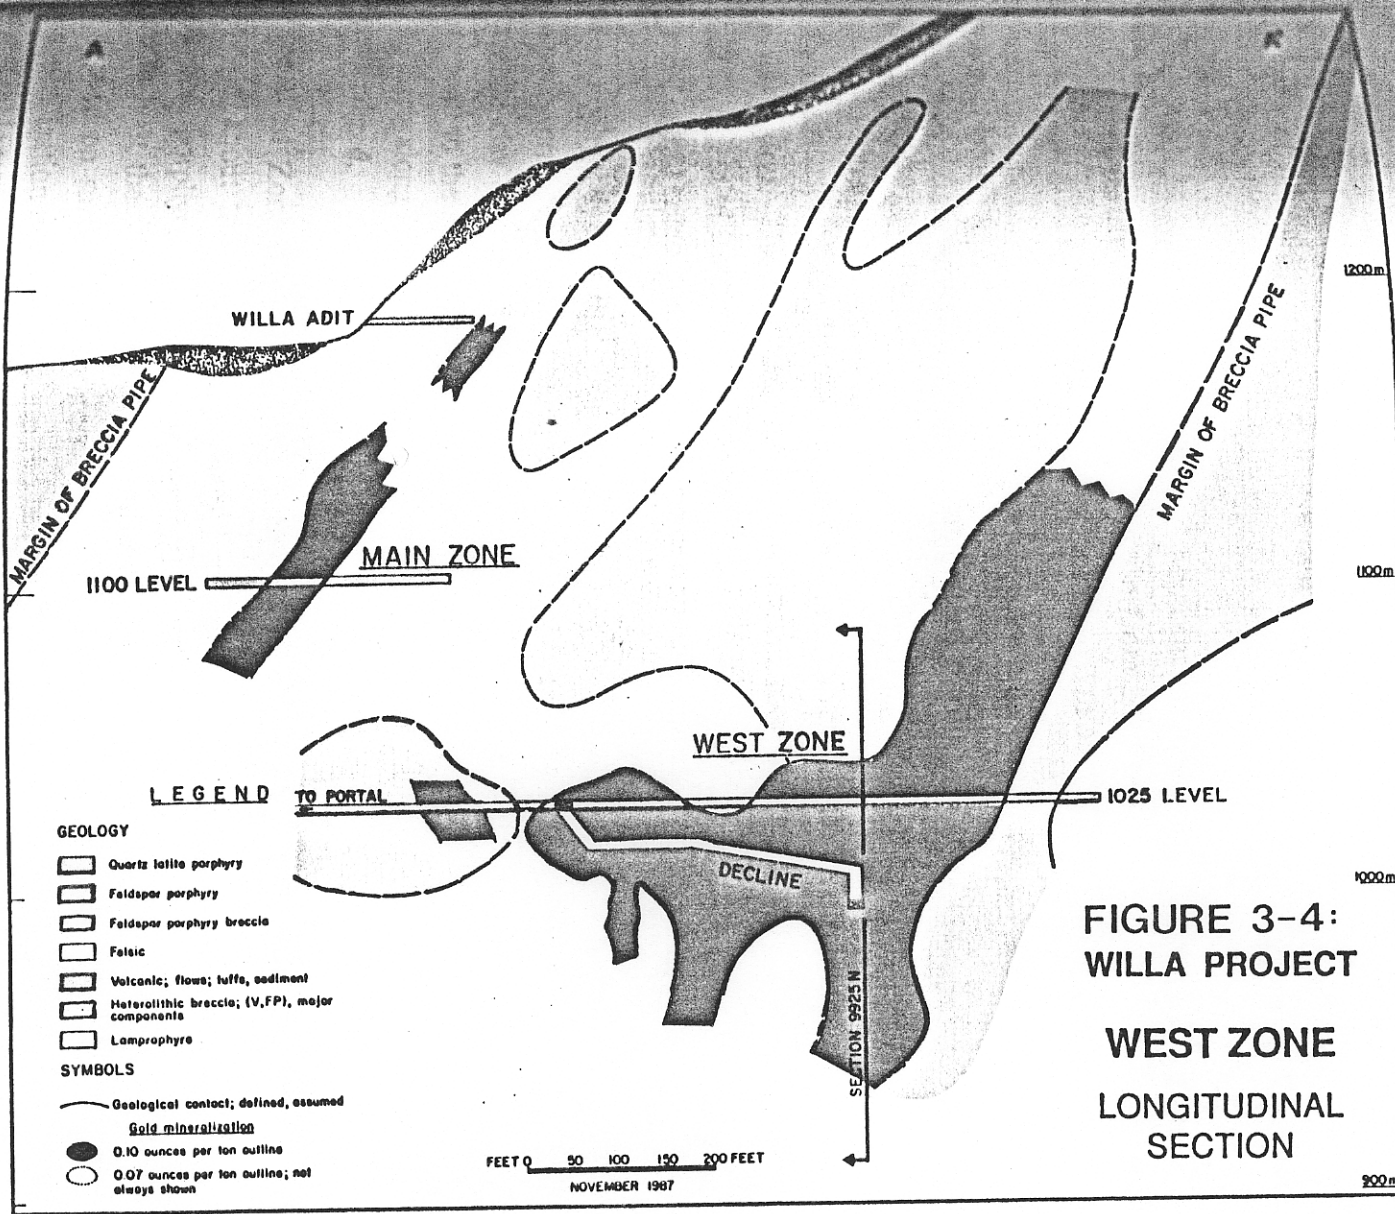 A
K
1200m
WILLA ADIT
MARGIN OF BRECCIA PIPE
MARGIN OF BRECCIA PIPE
MAIN ZONE
1100 LEVEL
1100m
WEST ZONE
LEGEND
TO PORTAL
1025 LEVEL
DECLINE
1000m
SECTION 9925 N
GEOLOGY
Quartz latite porphyry
Feldspar porphyry
Feldspar porphyry breccia
Felsic
Volcanic; flows; tuffs, sediment
Heterolithic breccia; (V,FP), major
components
Lamprophyre
SYMBOLS
Geological contact; defined, assumed
Gold mineralization
0.10 ounces per ton outline
0.07 ounces per ton outline; not
always shown
FEET 0 50 100 150 200 FEET
NOVEMBER 1987
FIGURE 3-4:
WILLA PROJECT
WEST ZONE
LONGITUDINAL
SECTION
900m